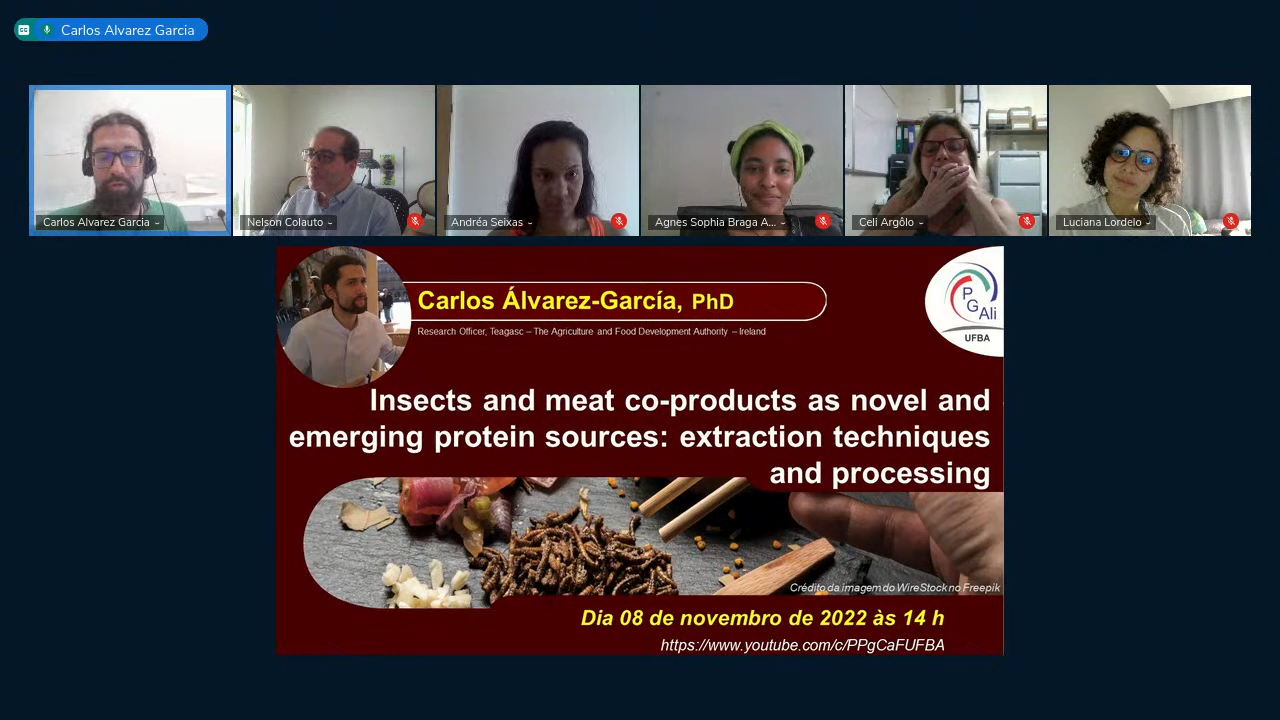 Carlos Alvarez Garcia
Carlos Alvarez Garcia
Nelson Colauto
Andréa Seixas
Agnes Sophia Braga A...
Celi Argôlo
Luciana Lordelo
Carlos Álvarez-García, PhD
Research Officer, Teagasc – The Agriculture and Food Development Authority – Ireland
PGAli
UFBA
Insects and meat co-products as novel and
emerging protein sources: extraction techniques
and processing
Crédito da imagem do WireStock no Freepik
Dia 08 de novembro de 2022 às 14 h
https://www.youtube.com/c/PPgCaFUFBA